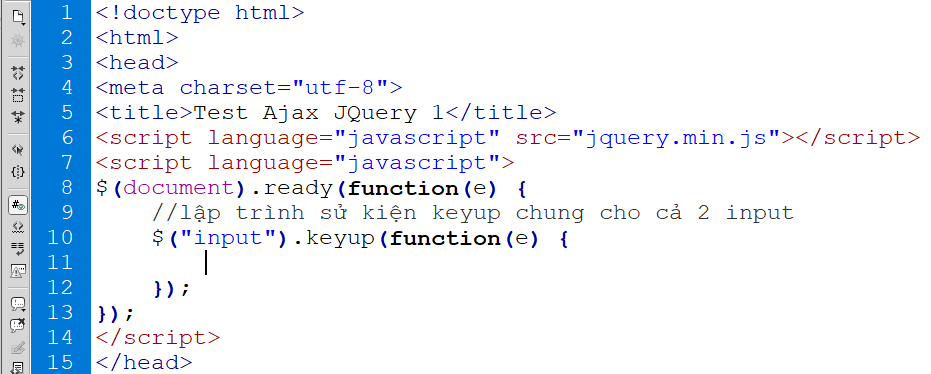 1 <!doctype html>
2 <html>
3 <head>
4 <meta charset="utf-8">
5 <title>Test Ajax JQuery 1</title>
6 <script language="javascript" src="jquery.min.js"></script>
7 <script language="javascript">
8 $(document).ready(function(e) {
9     //lập trình sử kiện keyup chung cho cả 2 input
10     $("input").keyup(function(e) {
11
12     });
13 });
14 </script>
15 </head>